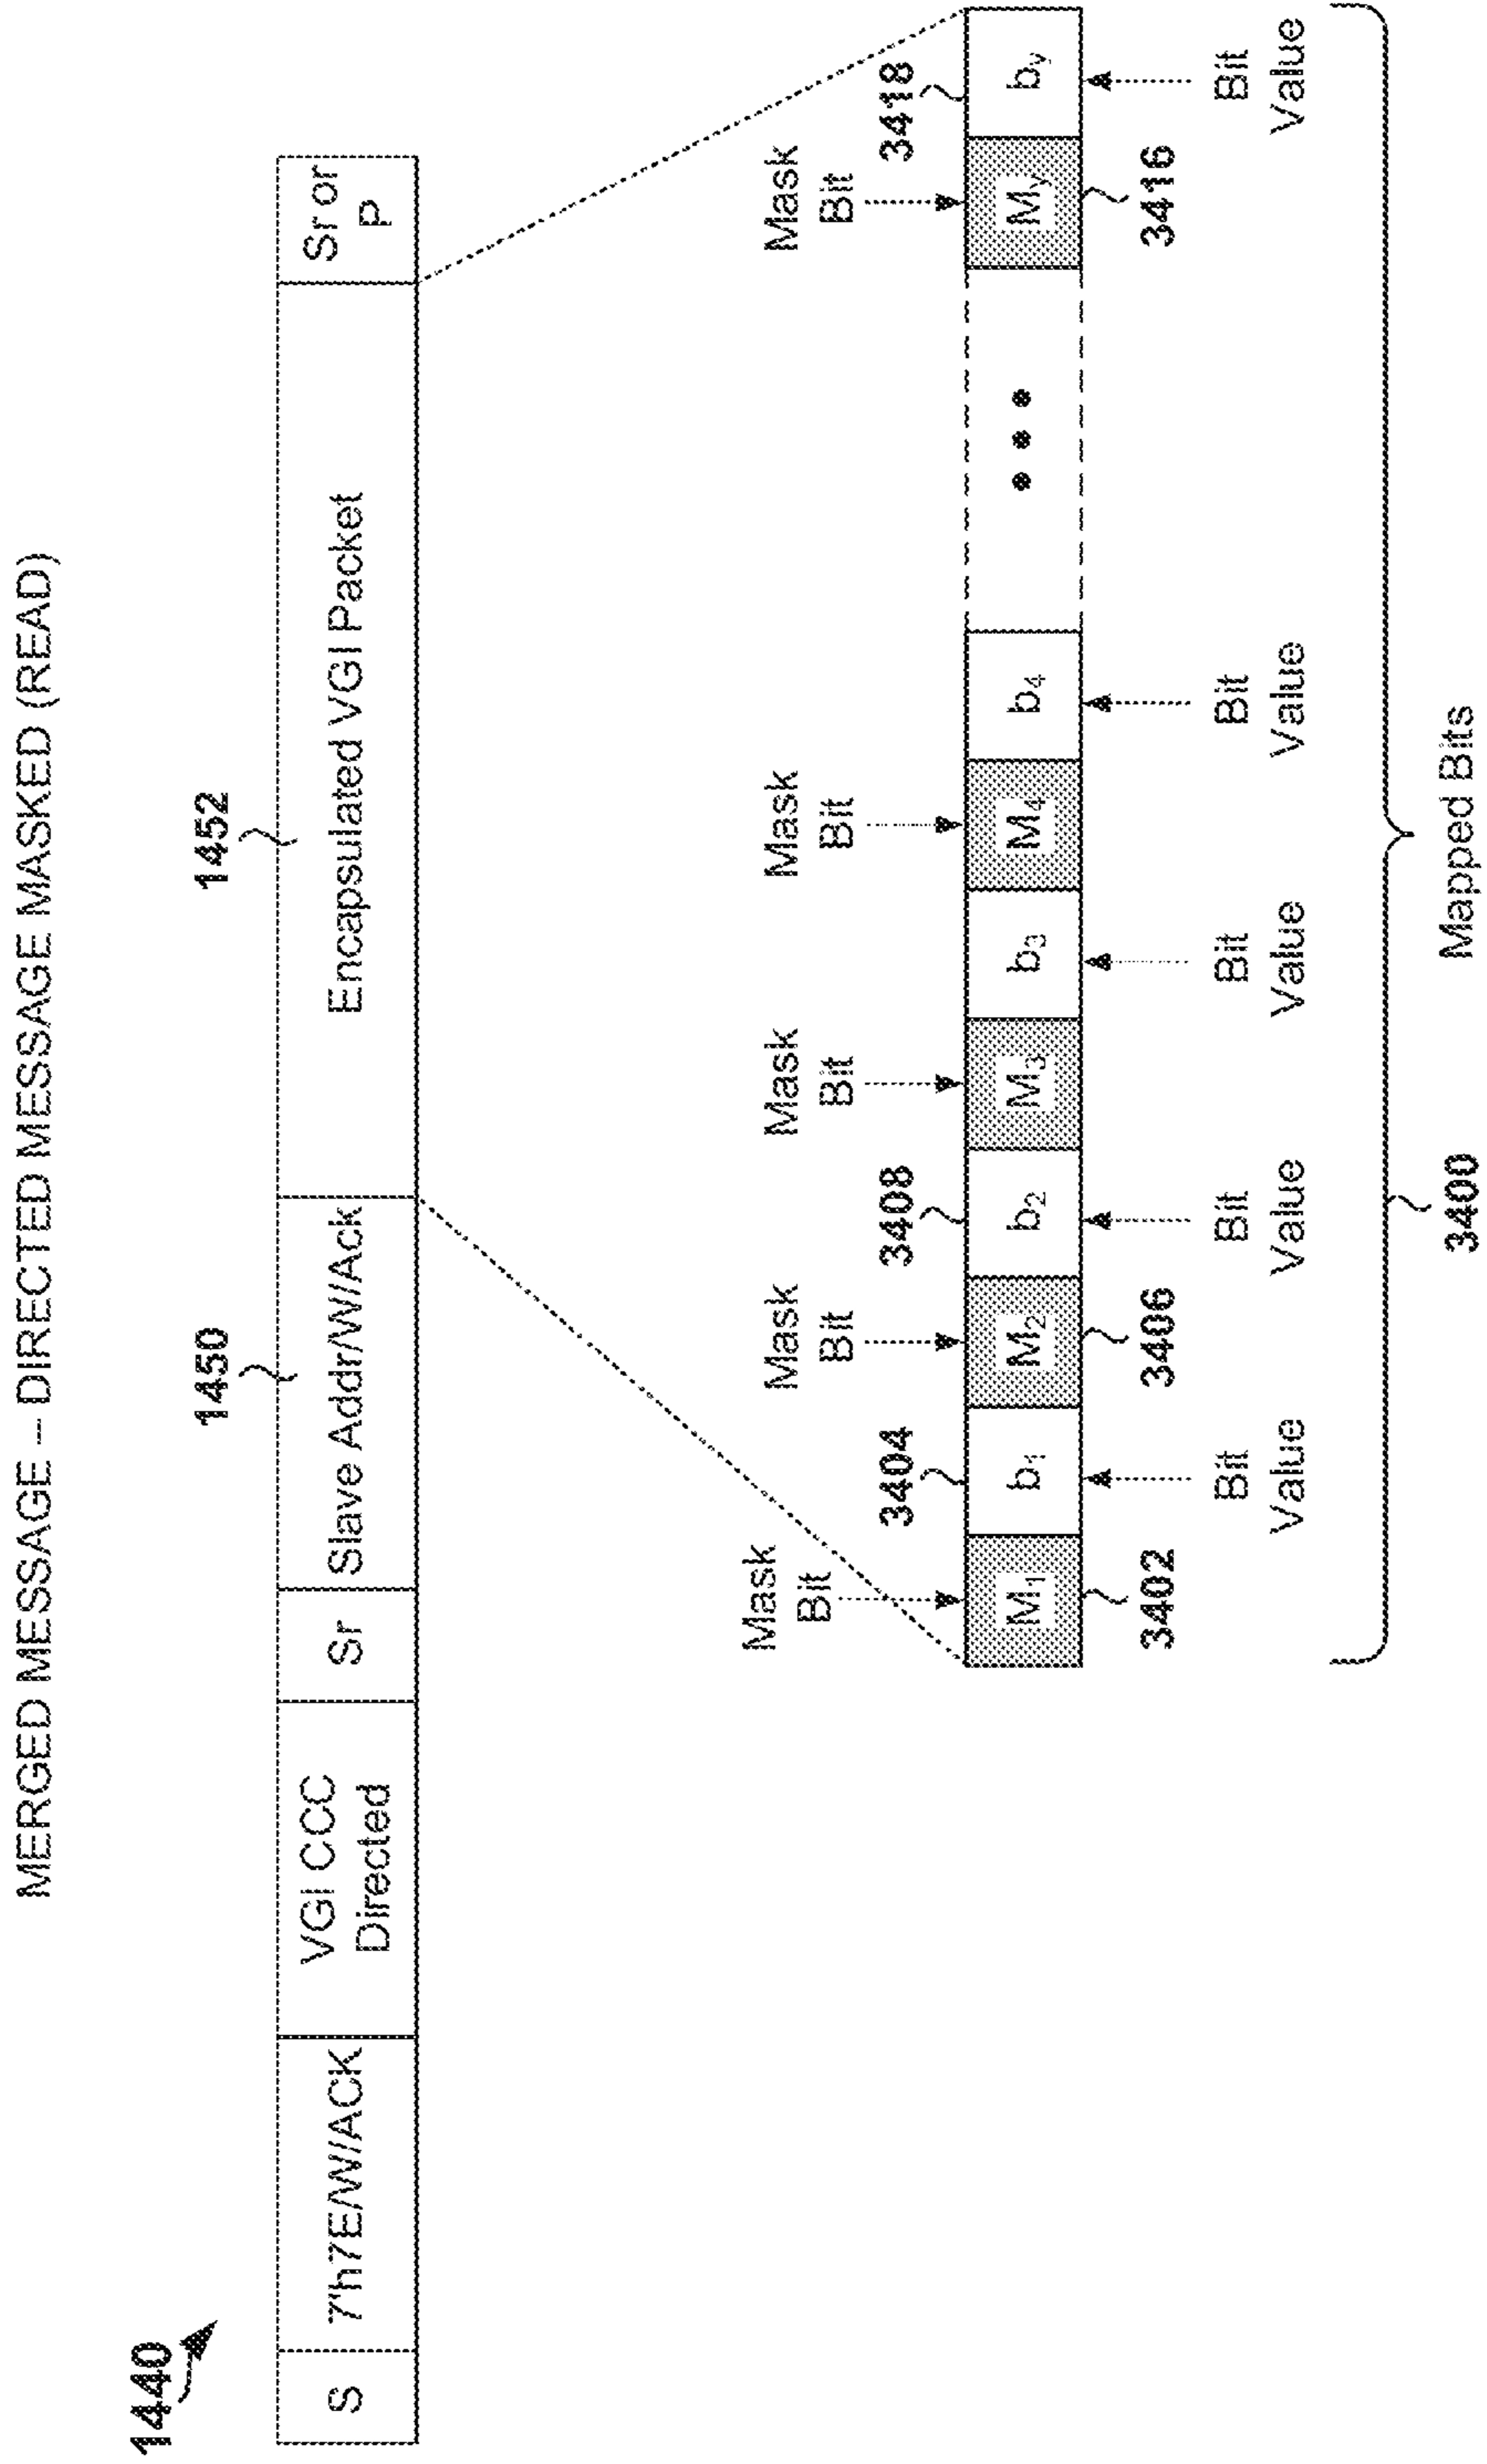 MERGED MESSAGE – DIRECTED MESSAGE MASKED (READ)
1440
1450
1452
S
7'h7E/W/ACK
VGI CCC
Directed
Sr
Slave Addr/W/Ack
Encapsulated VGI Packet
Sr or
P
Mask
Bit
Mask
Bit
Mask
Bit
Mask
Bit
Mask
Bit
3404
3408
3418
M₁
b₁
M₂
b₂
M₃
b₃
M₄
b₄
• • •
Mᵧ
bᵧ
3402
3406
3416
Bit
Value
Bit
Value
Bit
Value
Bit
Value
Bit
Value
3400
Mapped Bits